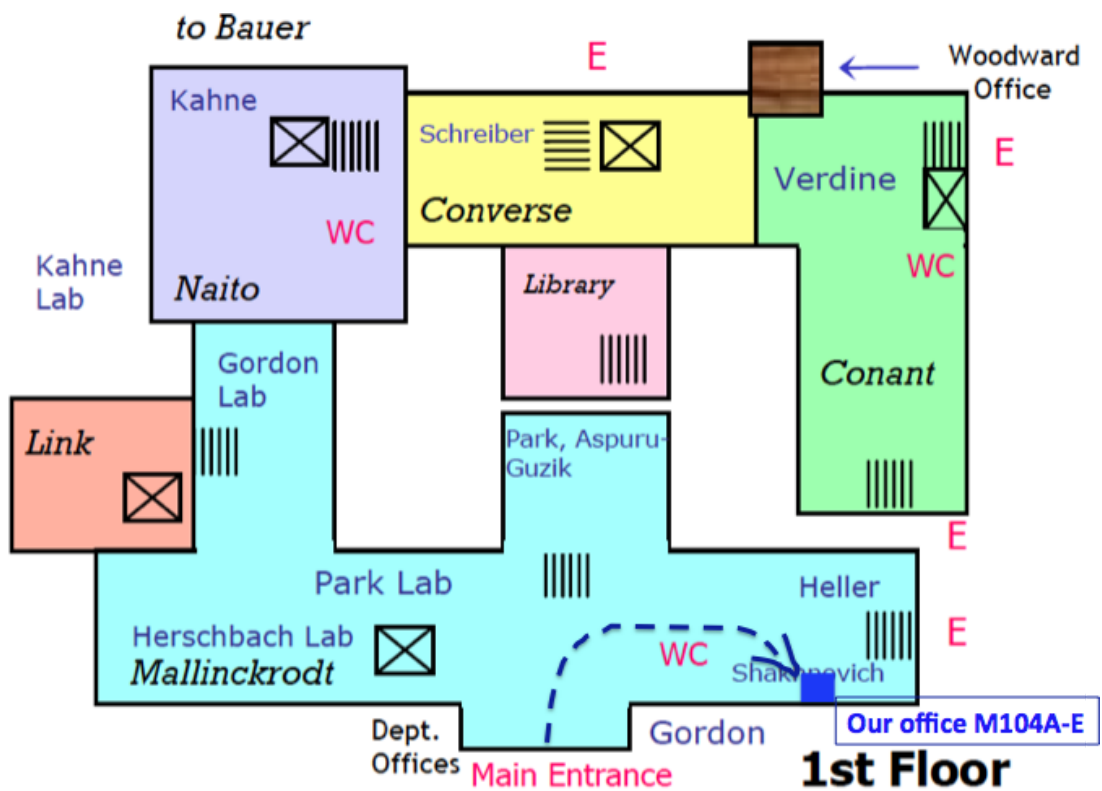 to Bauer
E
Woodward
Office
Kahne
Schreiber
E
Verdine
Converse
WC
WC
Kahne
Lab
Naito
Library
Gordon
Lab
Conant
Link
Park, Aspuru-
Guzik
E
Park Lab
Heller
Herschbach Lab
E
WC
Mallinckrodt
Shakhnovich
Dept.
Offices
Gordon
Our office M104A-E
Main Entrance
1st Floor